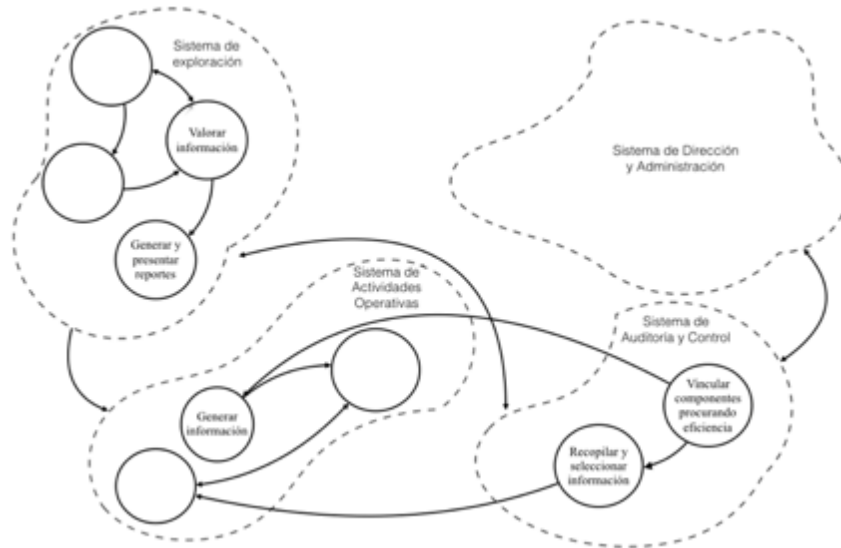 Sistema de
exploración
Valorar
información
Generar y
presentar
reportes
Sistema de Dirección
y Administración
Sistema de
Actividades
Operativas
Generar
información
Sistema de
Auditoría y Control
Vincular
componentes
procurando
eficiencia
Recopilar y
seleccionar
información